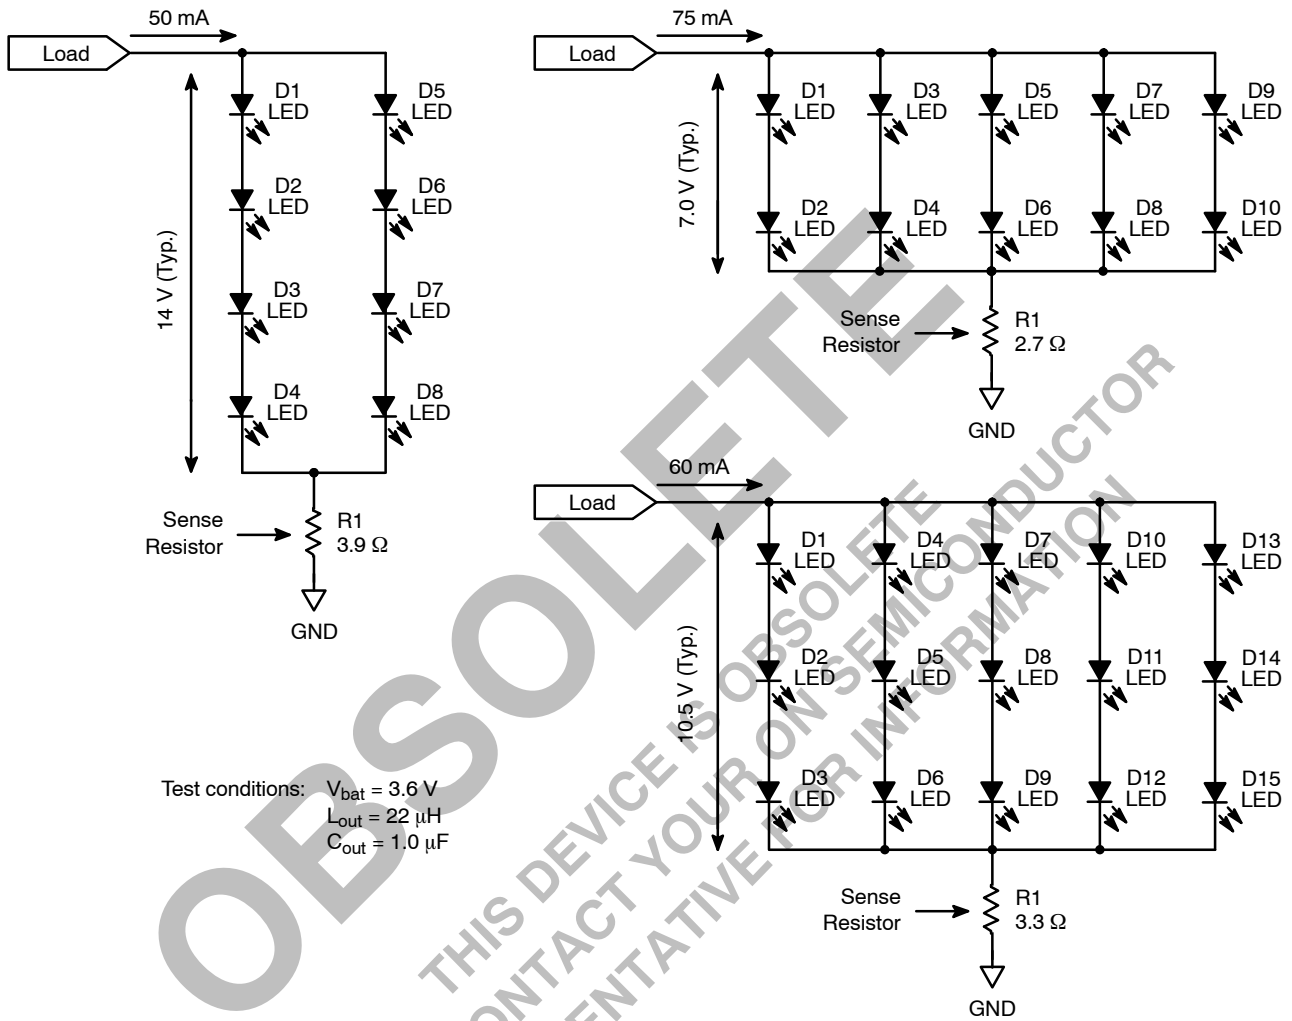 50 mA
Load
14 V (Typ.)
D1
LED
D5
LED
D2
LED
D6
LED
D3
LED
D7
LED
D4
LED
D8
LED
Sense
Resistor
R1
3.9 Ω
GND
75 mA
Load
7.0 V (Typ.)
D1
LED
D3
LED
D5
LED
D7
LED
D9
LED
D2
LED
D4
LED
D6
LED
D8
LED
D10
LED
Sense
Resistor
R1
2.7 Ω
GND
60 mA
Load
10.5 V (Typ.)
D1
LED
D4
LED
D7
LED
D10
LED
D13
LED
D2
LED
D5
LED
D8
LED
D11
LED
D14
LED
D3
LED
D6
LED
D9
LED
D12
LED
D15
LED
Sense
Resistor
R1
3.3 Ω
GND
Test conditions: Vbat = 3.6 V
Lout = 22 µH
Cout = 1.0 µF
OBSOLETE
THIS DEVICE IS OBSOLETE
CONTACT YOUR ON SEMICONDUCTOR
FOR INFORMATION